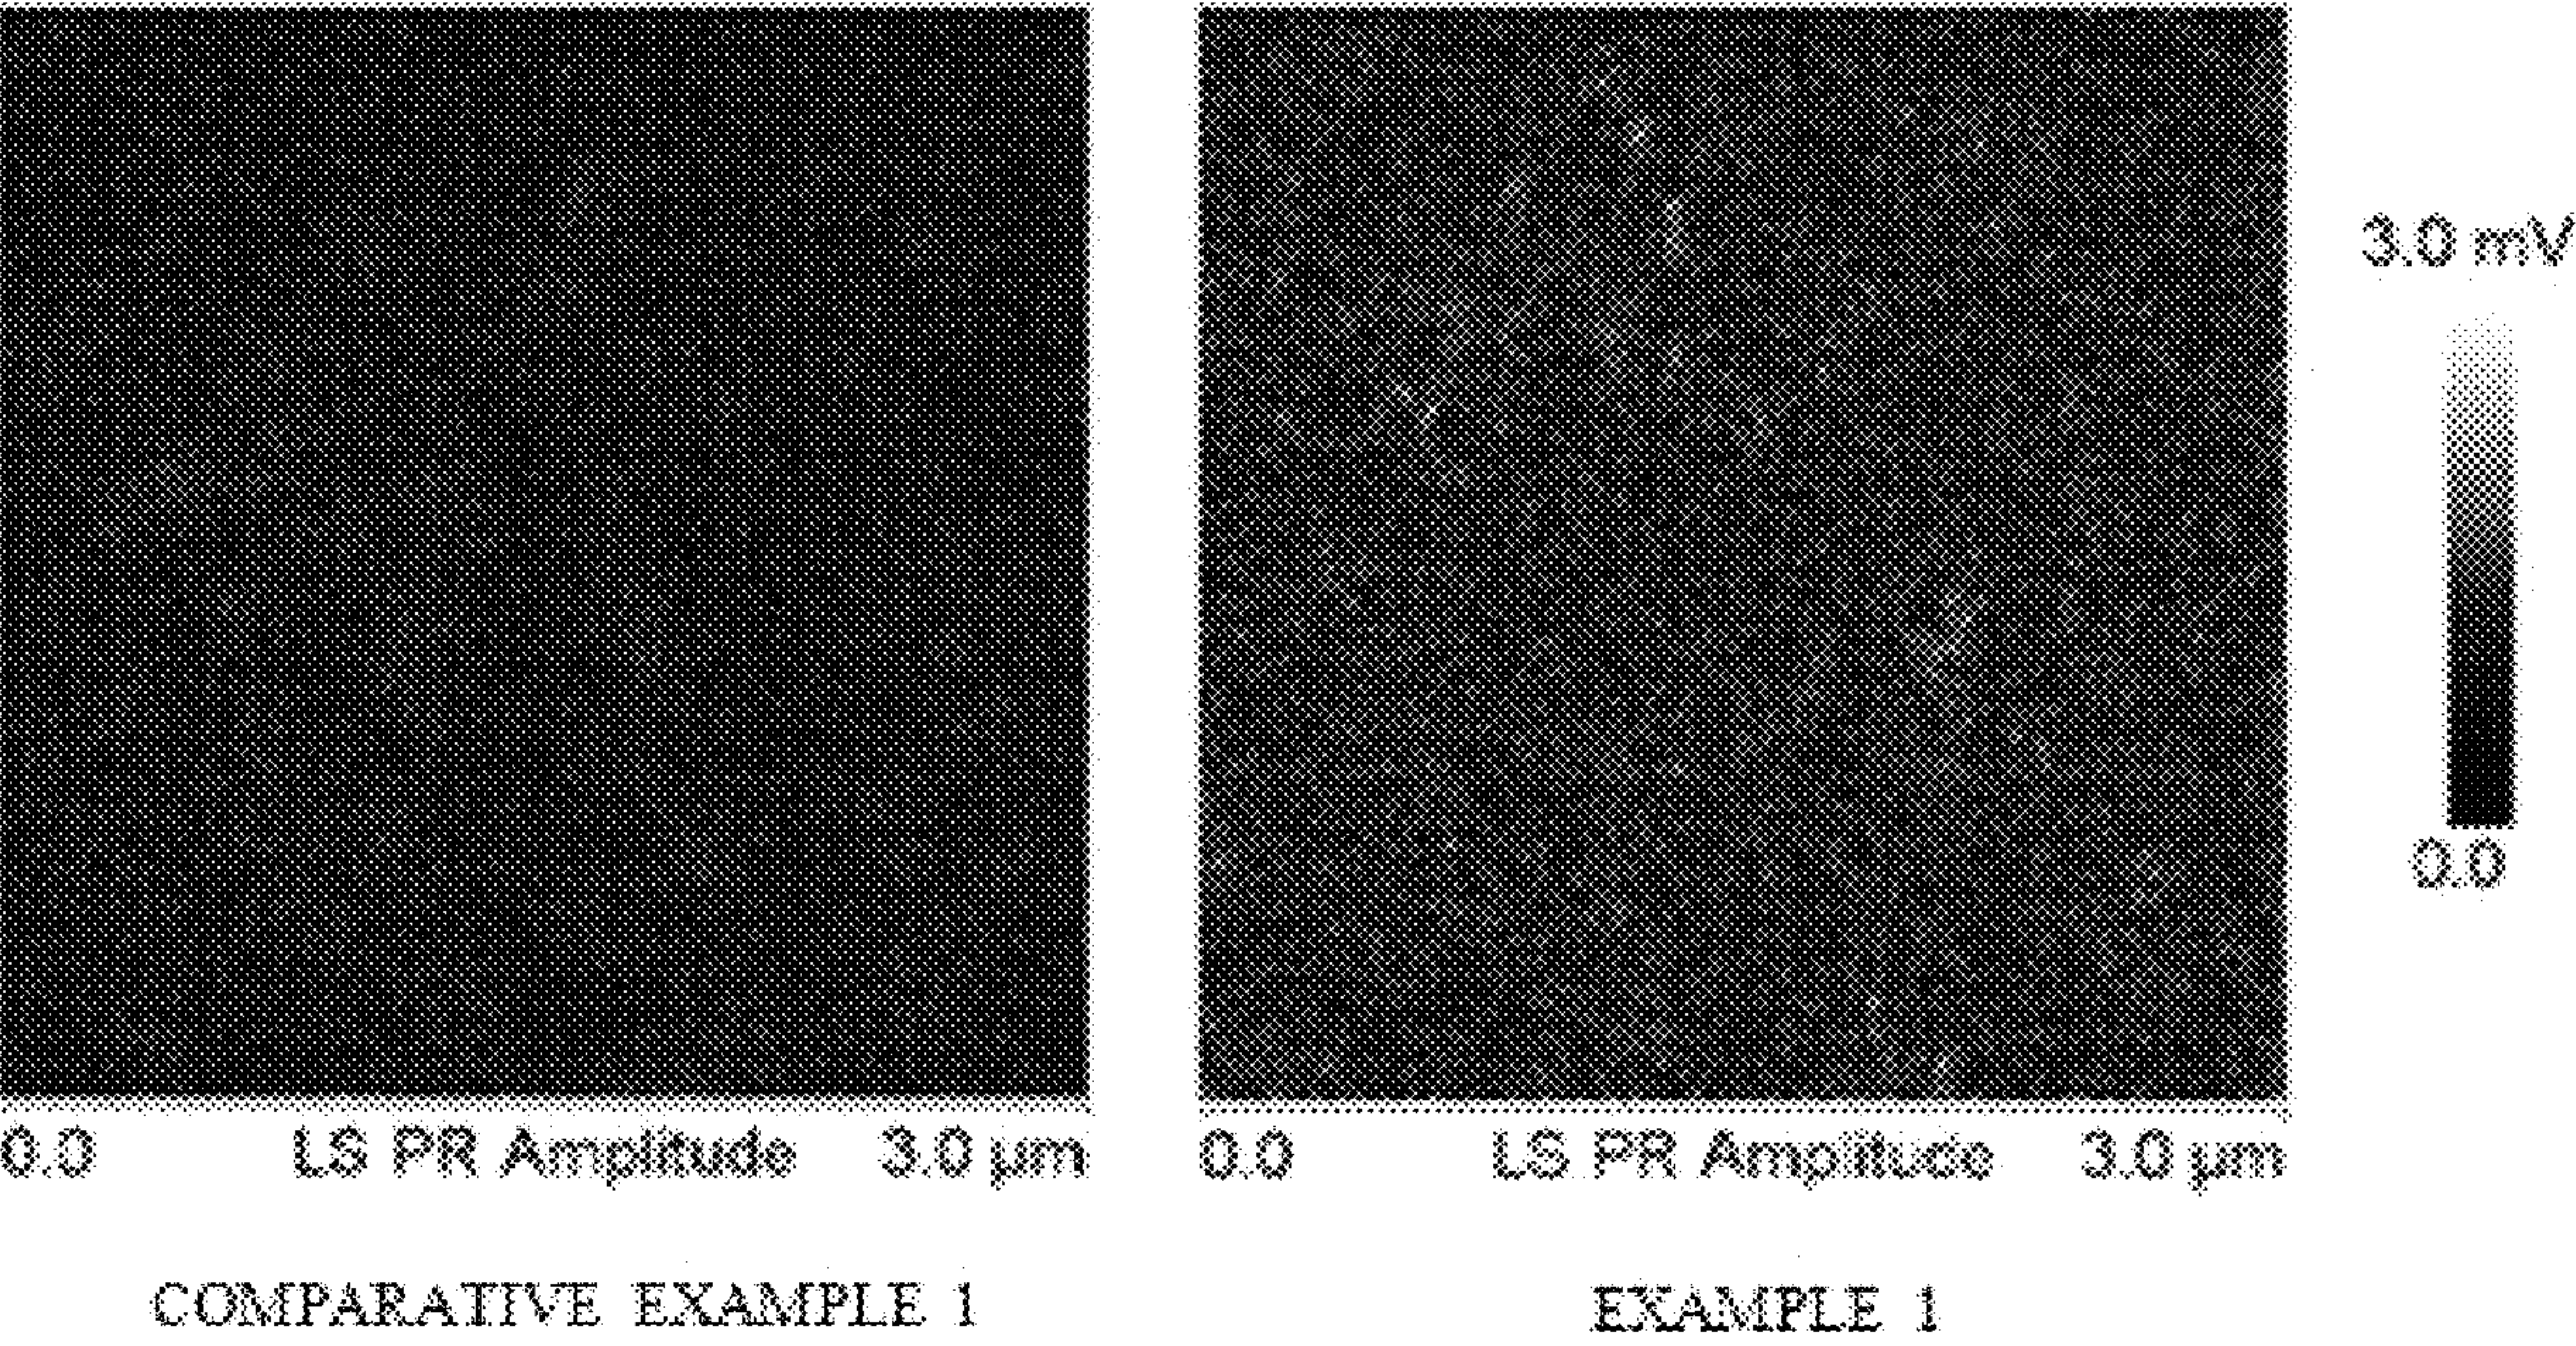 3.0 mV
0.0
0.0 LS PR Amplitude 3.0 µm
0.0 LS PR Amplitude 3.0 µm
COMPARATIVE EXAMPLE 1
EXAMPLE 1